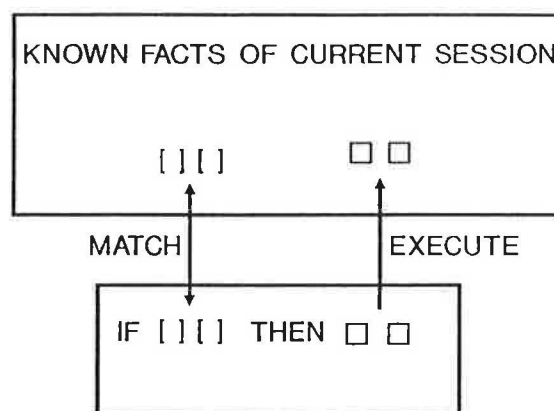 KNOWN FACTS OF CURRENT SESSION
[ ] [ ] □ □
MATCH EXECUTE
IF [ ] [ ] THEN □ □